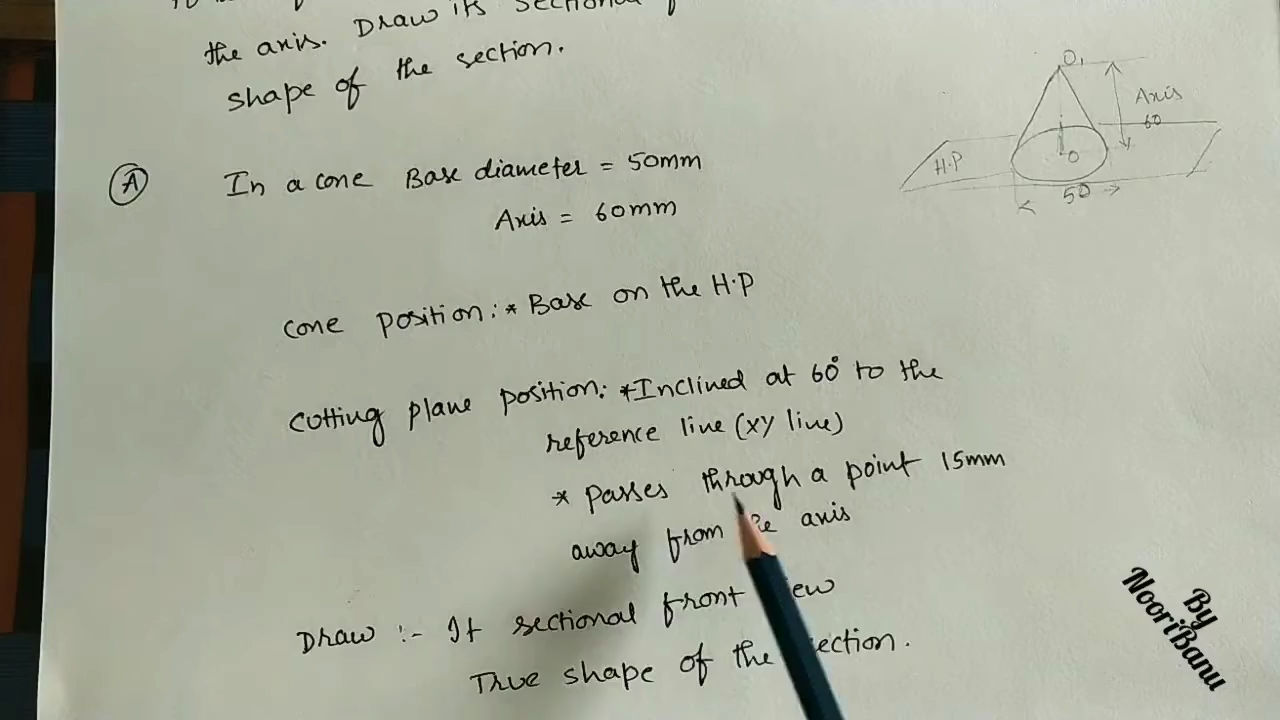 the axis. Draw its sectional
shape of the section.
O1
Axis
60
H.P
O
50
(A) In a cone Base diameter = 50mm
Axis = 60mm
Cone position: * Base on the H.P
Cutting plane position: * Inclined at 60° to the
reference line (xy line)
* Passes through a point 15mm
away from axis
Draw :- It sectional front
True shape of the section.
By
NooriBanu